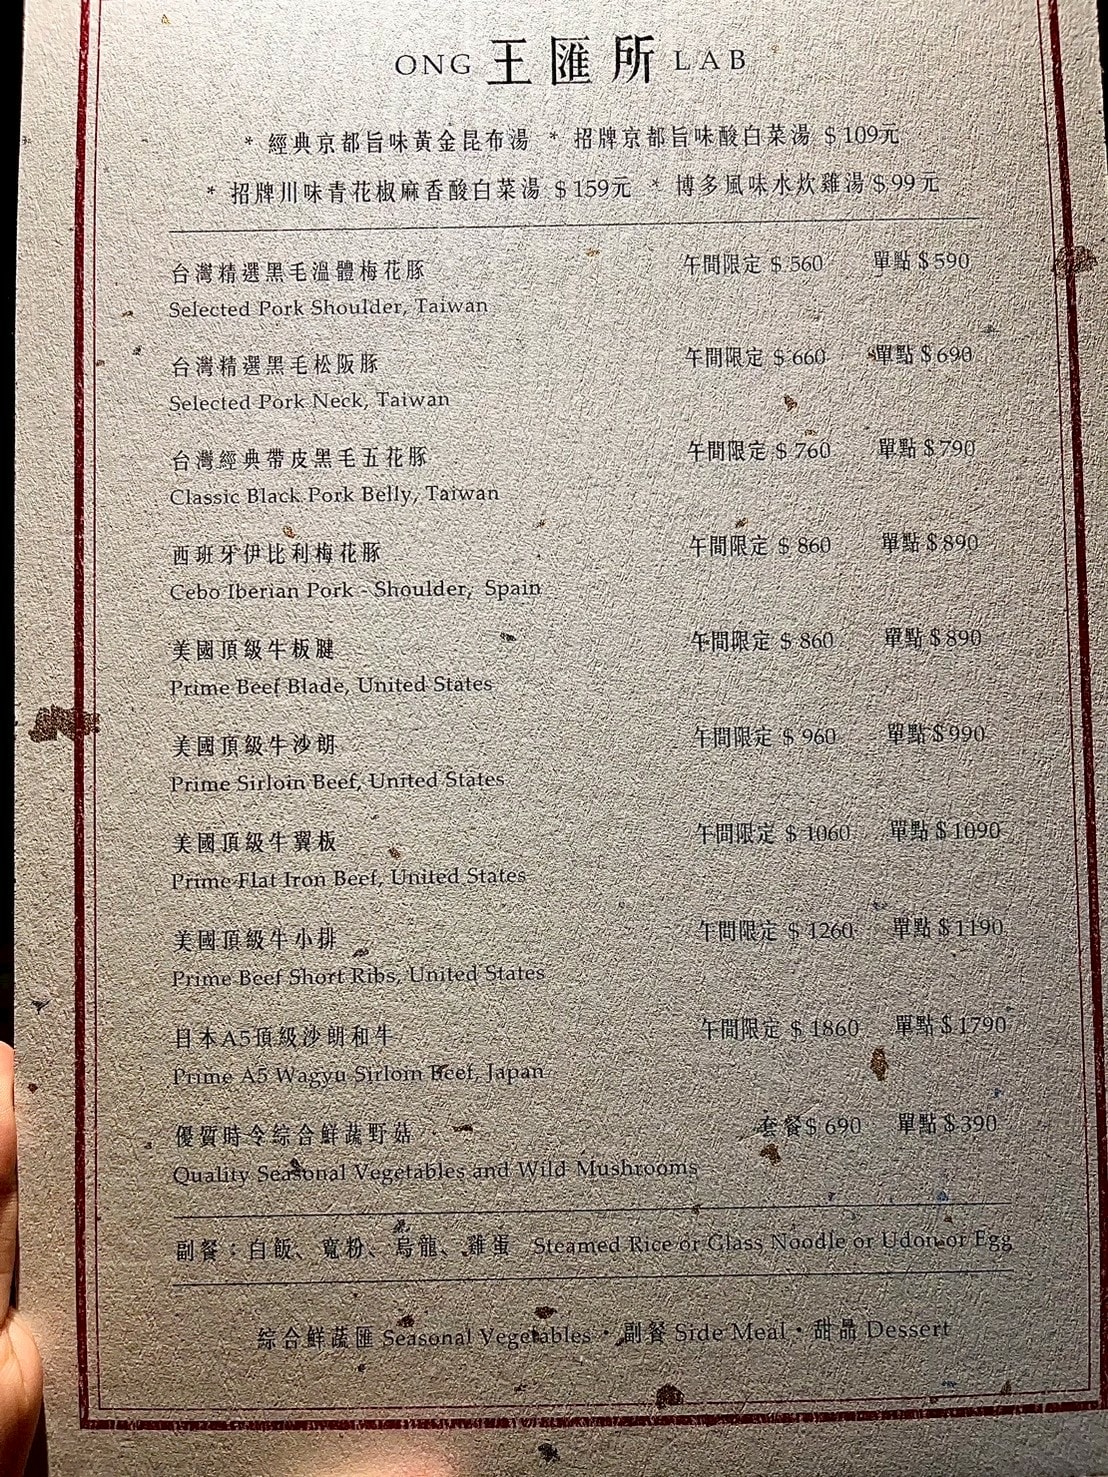 ONG 王匯所 LAB
* 經典京都旨味黃金昆布湯 * 招牌京都旨味酸白菜湯 $109元
* 招牌川味青花椒麻香酸白菜湯 $159元 * 博多風味水炊雞湯 $99元
台灣精選黑毛溫體梅花豚 午間限定 $560 單點 $590
Selected Pork Shoulder, Taiwan
台灣精選黑毛松阪豚 午間限定 $660 單點 $690
Selected Pork Neck, Taiwan
台灣經典帶皮黑毛五花豚 午間限定 $760 單點 $790
Classic Black Pork Belly, Taiwan
西班牙伊比利梅花豚 午間限定 $860 單點 $890
Cebo Iberian Pork - Shoulder, Spain
美國頂級牛板腱 午間限定 $860 單點 $890
Prime Beef Blade, United States
美國頂級牛沙朗 午間限定 $960 單點 $990
Prime Sirloin Beef, United States
美國頂級牛翼板 午間限定 $1060 單點 $1090
Prime Flat Iron Beef, United States
美國頂級牛小排 午間限定 $1260 單點 $1190
Prime Beef Short Ribs, United States
日本A5頂級沙朗和牛 午間限定 $1860 單點 $1790
Prime A5 Wagyu Sirloin Beef, Japan
優質時令綜合鮮蔬野菇 套餐 $690 單點 $390
Quality Seasonal Vegetables and Wild Mushrooms
副餐：白飯、寬粉、烏龍、雞蛋 Steamed Rice or Glass Noodle or Udon or Egg
綜合鮮蔬匯 Seasonal Vegetables・副餐 Side Meal・甜品 Dessert